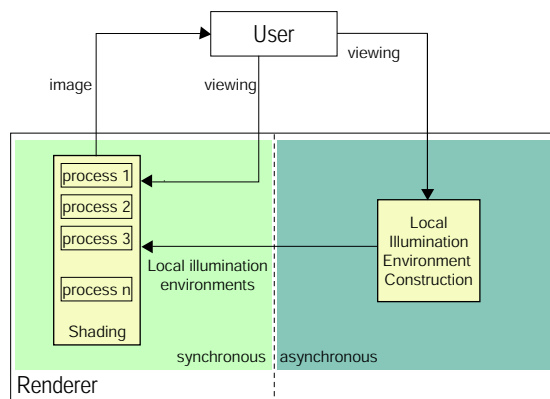 User
image
viewing
viewing
process 1
process 2
process 3
process n
Shading
Local illumination
environments
Local
Illumination
Environment
Construction
synchronous
asynchronous
Renderer